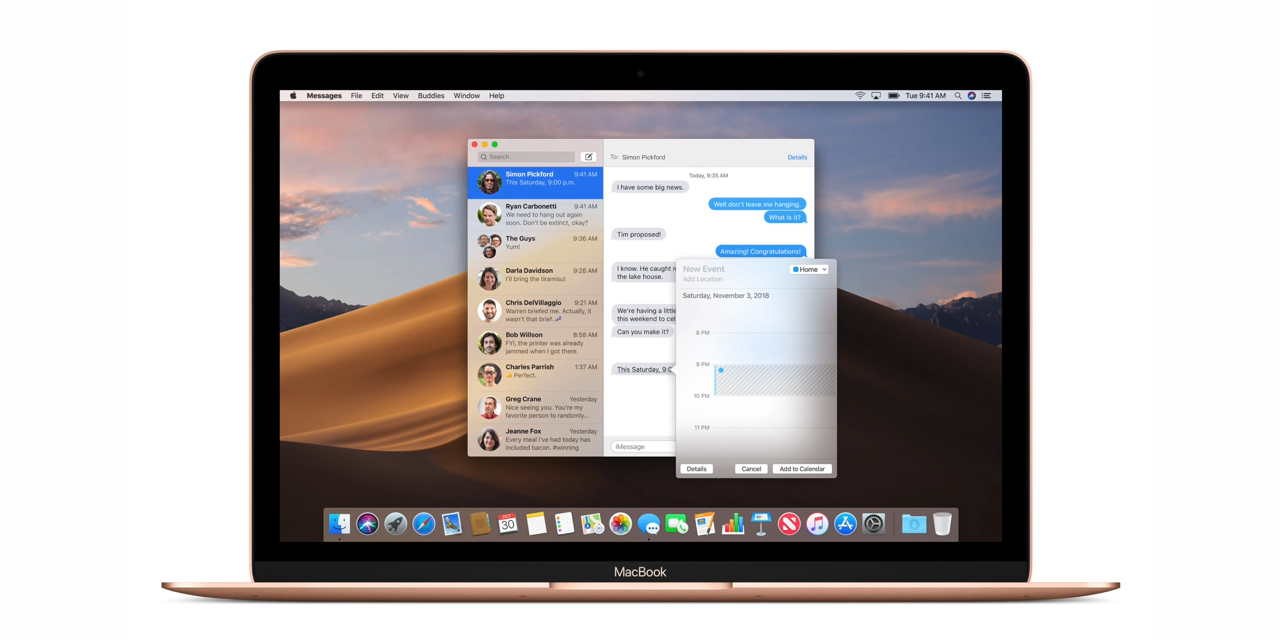 Messages File Edit View Buddies Window Help Tue 9:41 AM
Search
To: Simon Pickford Details
Simon Pickford 9:41 AM
This Saturday, 9:00 p.m.
Ryan Carbonetti 9:41 AM
We need to hang out again
soon. Don't be extinct, okay?
The Guys 9:36 AM
Yum!
Darla Davidson 9:28 AM
I'll bring the tiramisu!
Chris DelVillaggio 9:21 AM
Warren briefed me. Actually, it
wasn't that brief..💤
Bob Willson 8:58 AM
FYI, the printer was already
jammed when I got there.
Charles Parrish 1:37 AM
👍 Perfect.
Greg Crane Yesterday
Nice seeing you. You're my
favorite person to randomly...
Jeanne Fox Yesterday
Every meal I've had today has
included bacon. #winning
Today, 9:35 AM
I have some big news.
Well don't leave me hanging.
What is it?
Tim proposed!
Amazing! Congratulations!
I know. He caught m
the lake house.
We're having a little
this weekend to cel
Can you make it?
This Saturday, 9:0
iMessage
New Event Home
Add Location
Saturday, November 3, 2018
8 PM
9 PM
10 PM
11 PM
Details Cancel Add to Calendar
OCT
30
MacBook